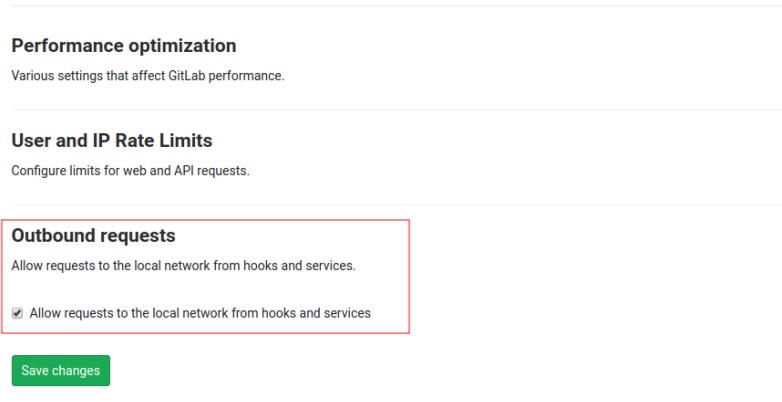 Performance optimization
Various settings that affect GitLab performance.
User and IP Rate Limits
Configure limits for web and API requests.
Outbound requests
Allow requests to the local network from hooks and services.
Allow requests to the local network from hooks and services
Save changes